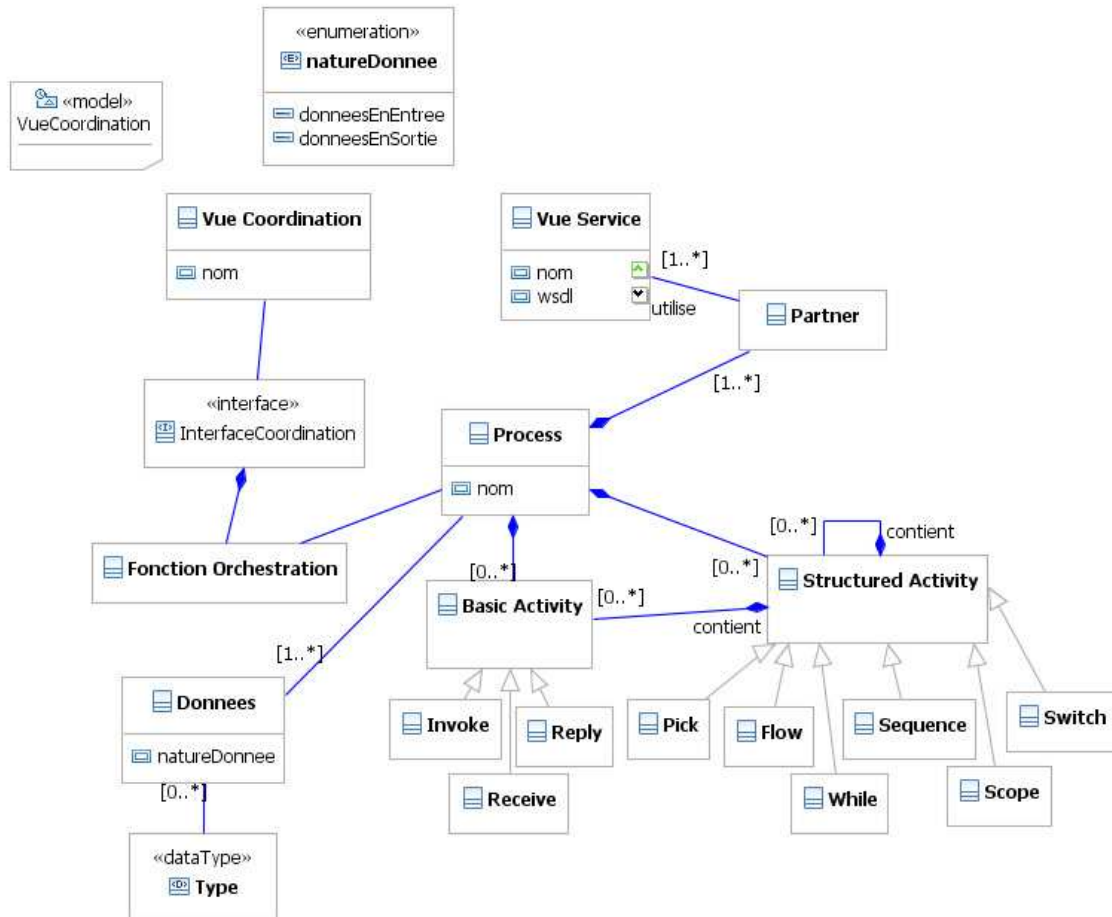 «enumeration»
natureDonnee
donneesEnEntree
donneesEnSortie
«model»
VueCoordination
Vue Coordination
nom
Vue Service
nom
wsdl
[1..*]
utilise
Partner
[1..*]
«interface»
InterfaceCoordination
Process
nom
Fonction Orchestration
[0..*]
Basic Activity
[0..*]
contient
[0..*]
contient
[0..*]
Structured Activity
[1..*]
Donnees
natureDonnee
[0..*]
«dataType»
Type
Invoke
Reply
Receive
Pick
Flow
Sequence
Switch
While
Scope